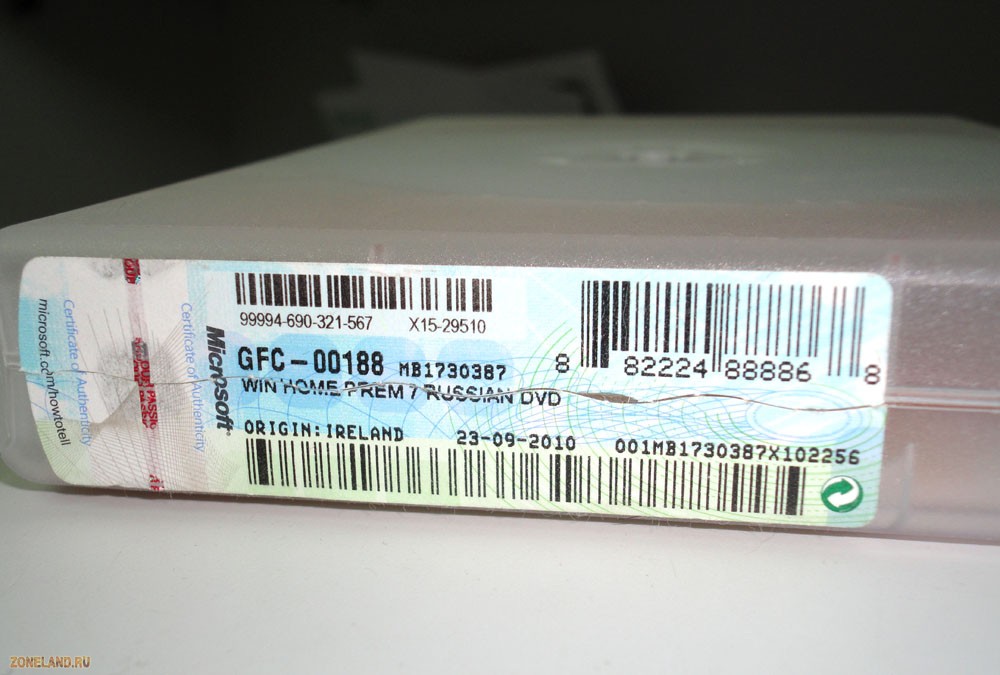 microsoft.com/howtotell
Certificate of Authenticity
Certificate of Authenticity
Microsoft
99994-690-321-567 X15-29510
GFC-00188 MB1730387
WIN HOME PREM 7 RUSSIAN DVD
8 82224 88886 8
ORIGIN:IRELAND 23-09-2010 001MB1730387X102256
ZONELAND.RU